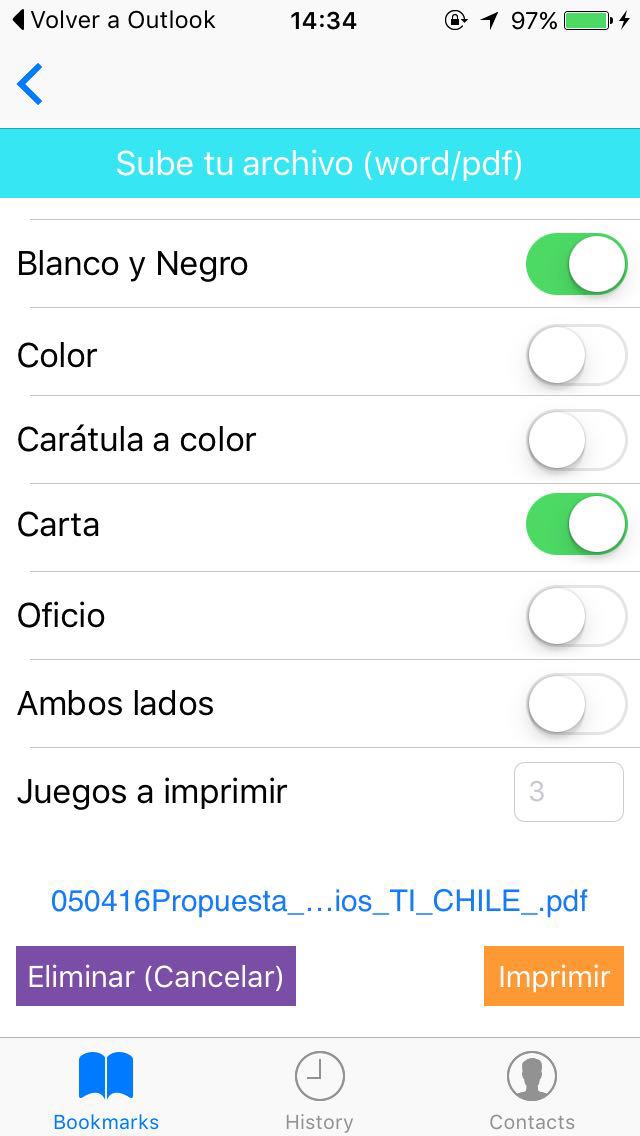 Volver a Outlook 14:34 97%
Sube tu archivo (word/pdf)
Blanco y Negro
Color
Carátula a color
Carta
Oficio
Ambos lados
Juegos a imprimir 3
050416Propuesta_...ios_TI_CHILE_.pdf
Eliminar (Cancelar) Imprimir
Bookmarks History Contacts